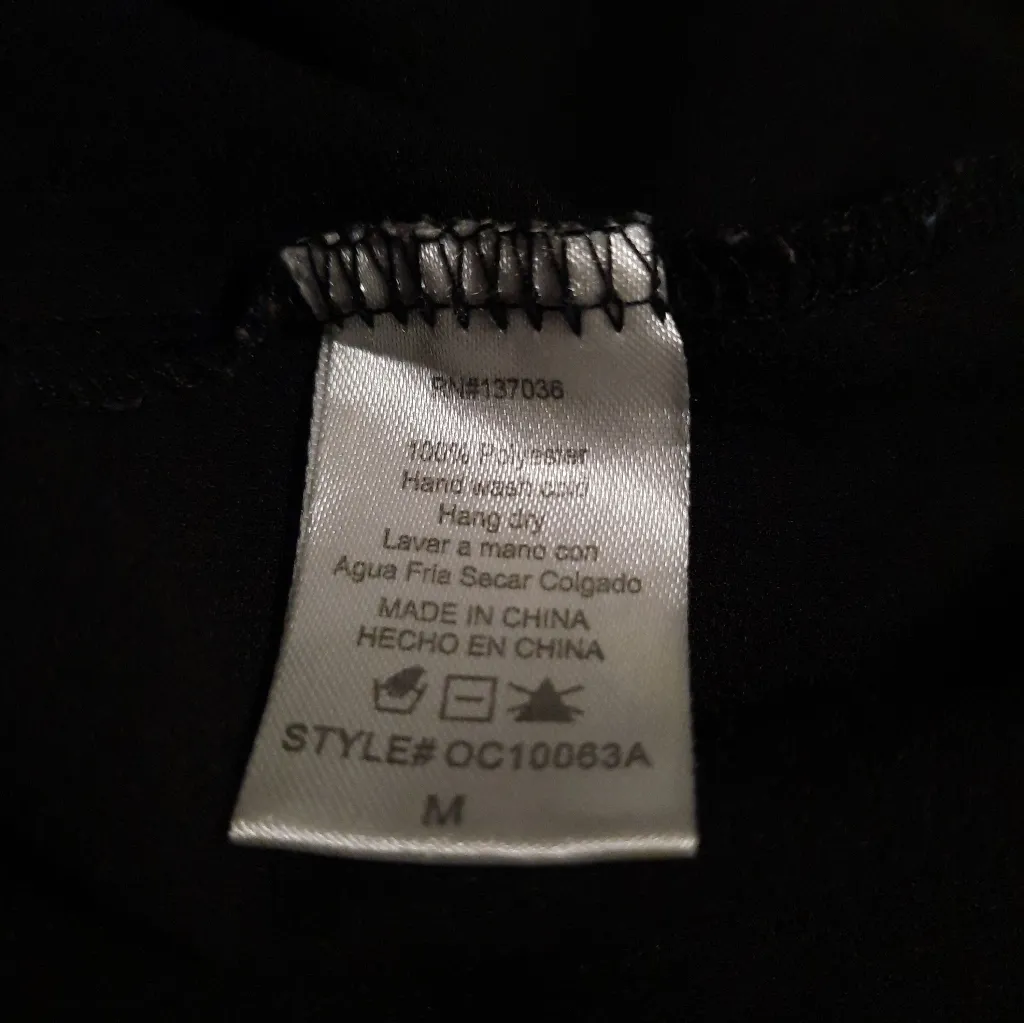 RN#137036
100% Polyester
Hand wash cold
Hang dry
Lavar a mano con
Agua Fria Secar Colgado
MADE IN CHINA
HECHO EN CHINA
STYLE# OC10063A
M